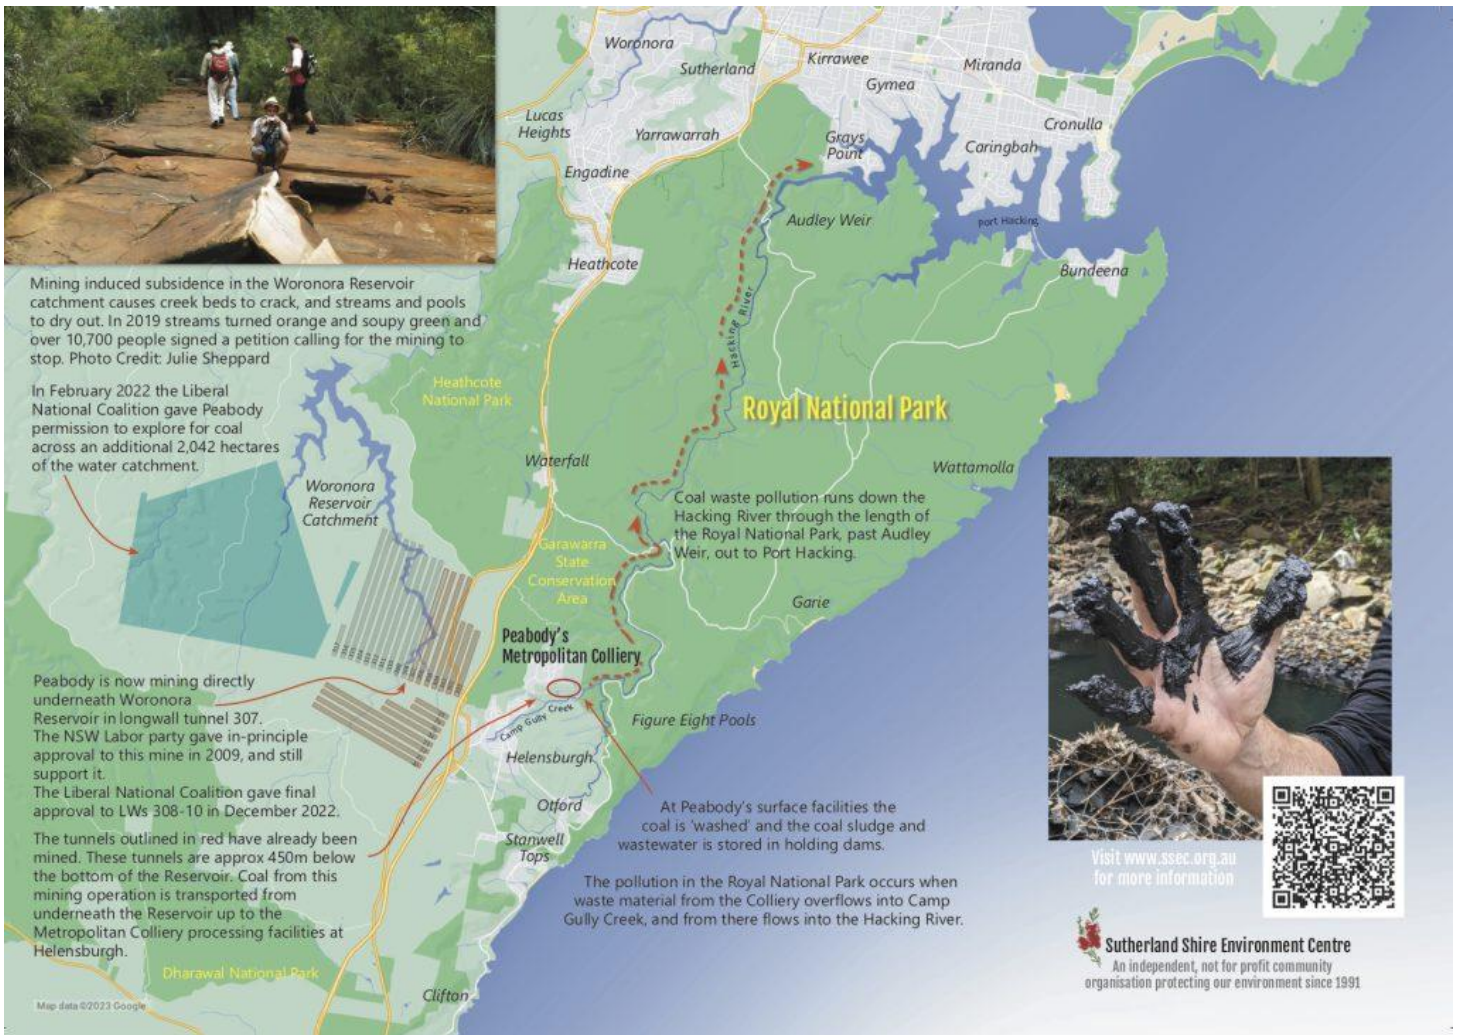 Mining induced subsidence in the Woronora Reservoir
catchment causes creek beds to crack, and streams and pools
to dry out. In 2019 streams turned orange and soupy green and
over 10,700 people signed a petition calling for the mining to
stop. Photo Credit: Julie Sheppard
In February 2022 the Liberal
National Coalition gave Peabody
permission to explore for coal
across an additional 2,042 hectares
of the water catchment.
Peabody is now mining directly
underneath Woronora
Reservoir in longwall tunnel 307.
The NSW Labor party gave in-principle
approval to this mine in 2009, and still
support it.
The Liberal National Coalition gave final
approval to LWs 308-10 in December 2022.
The tunnels outlined in red have already been
mined. These tunnels are approx 450m below
the bottom of the Reservoir. Coal from this
mining operation is transported from
underneath the Reservoir up to the
Metropolitan Colliery processing facilities at
Helensburgh.
Dharawal National Park
Map data ©2023 Google
Woronora
Sutherland
Kirrawee
Gymea
Miranda
Lucas
Heights
Yarrawarrah
Engadine
Grays
Point
Caringbah
Cronulla
Audley Weir
port Hacking
Bundeena
Heathcote
Hacking River
Heathcote
National Park
Royal National Park
Waterfall
Wattamolla
Woronora
Reservoir
Catchment
Coal waste pollution runs down the
Hacking River through the length of
the Royal National Park, past Audley
Weir, out to Port Hacking.
Garawarra
State
Conservation
Area
Garie
Peabody's
Metropolitan Colliery
Camp Gully Creek
Figure Eight Pools
Helensburgh
Otford
Stanwell
Tops
Clifton
At Peabody's surface facilities the
coal is 'washed' and the coal sludge and
wastewater is stored in holding dams.
The pollution in the Royal National Park occurs when
waste material from the Colliery overflows into Camp
Gully Creek, and from there flows into the Hacking River.
Visit www.ssec.org.au
for more information
Sutherland Shire Environment Centre
An independent, not for profit community
organisation protecting our environment since 1991